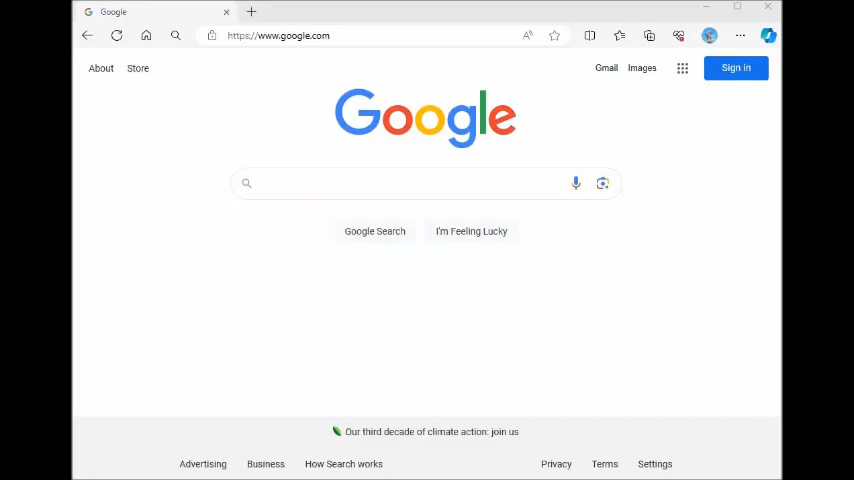 Google
https://www.google.com
About Store Gmail Images Sign in
Google
Google Search I'm Feeling Lucky
Our third decade of climate action: join us
Advertising Business How Search works Privacy Terms Settings